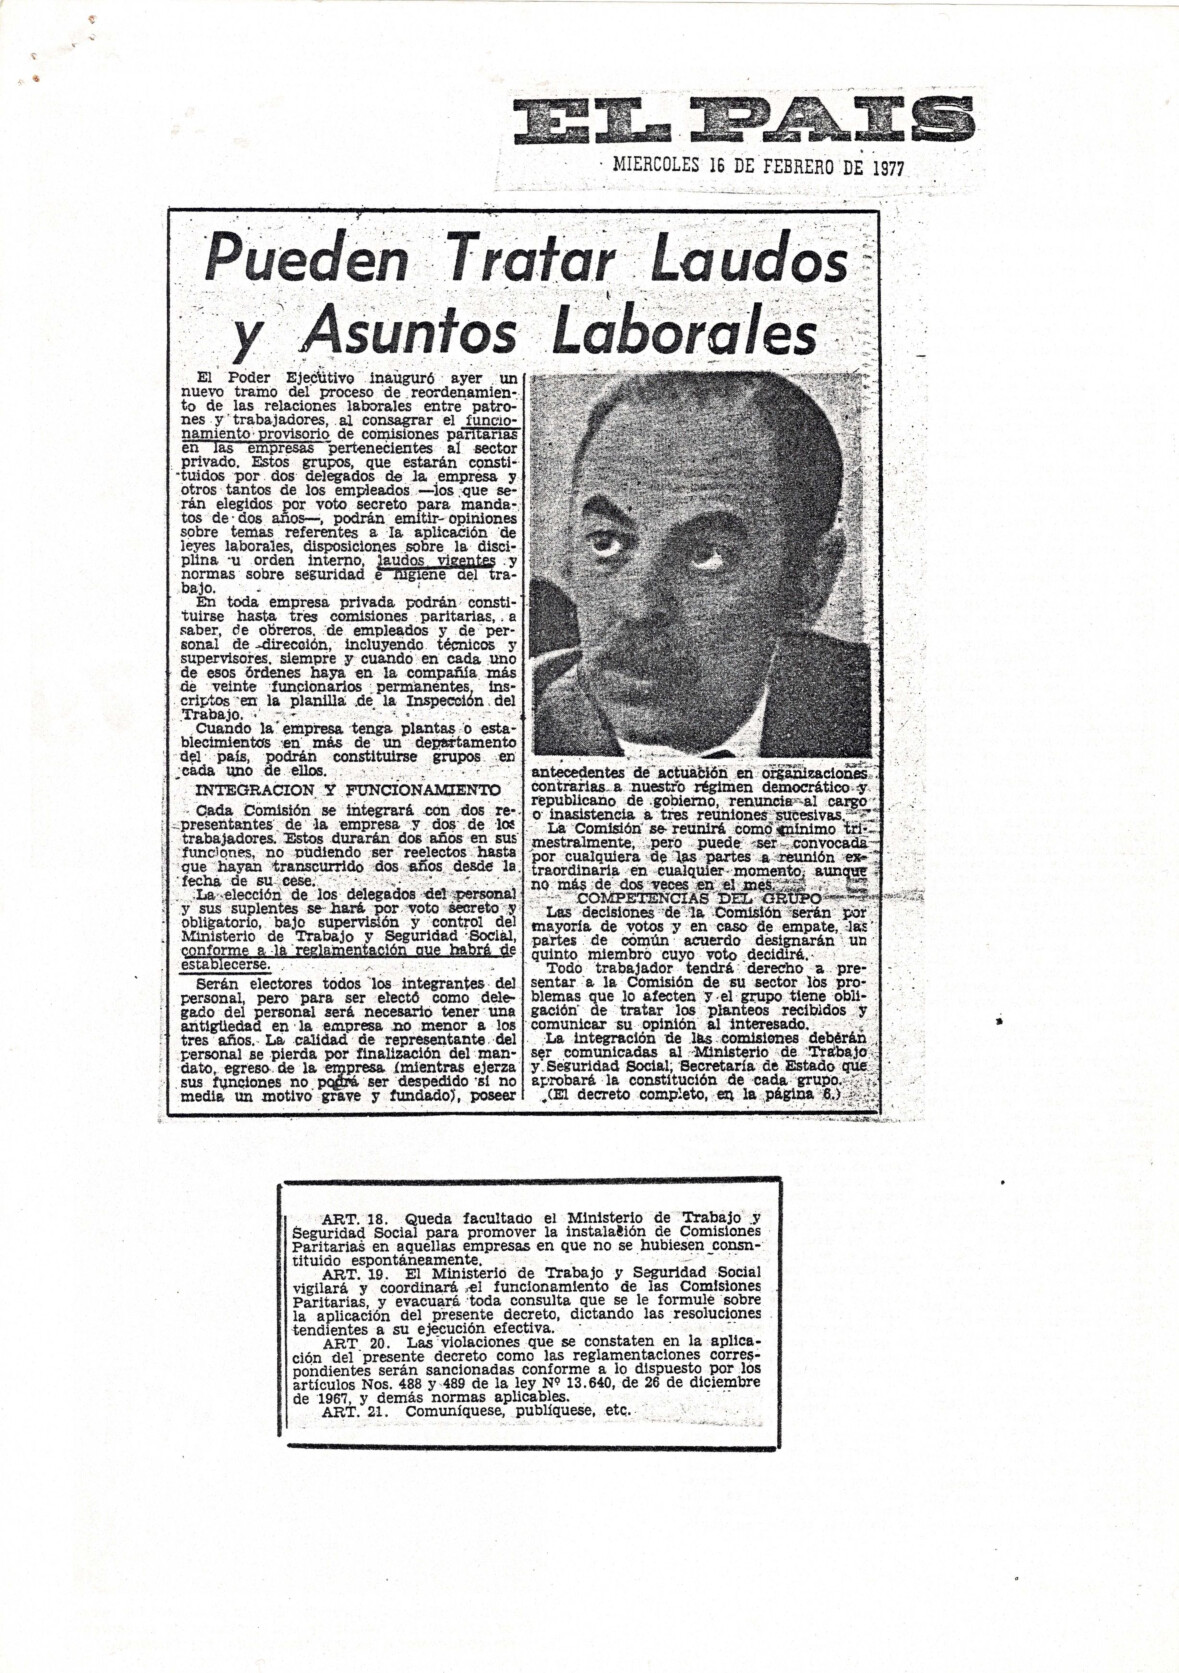 EL PAIS
MIERCOLES 16 DE FEBRERO DE 1977
Pueden Tratar Laudos
y Asuntos Laborales
El Poder Ejecutivo inauguró ayer un
nuevo tramo del proceso de reordenamien-
to de las relaciones laborales entre patro-
nes y trabajadores, al consagrar el funcio-
namiento provisorio de comisiones paritarias
en las empresas pertenecientes al sector
privado. Estos grupos, que estarán consti-
tuidos por dos delegados de la empresa y
otros tantos de los empleados —los que se-
rán elegidos por voto secreto para manda-
tos de dos años—, podrán emitir opiniones
sobre temas referentes a la aplicación de
leyes laborales, disposiciones sobre la disci-
plina u orden interno, laudos vigentes y
normas sobre seguridad e higiene del tra-
bajo.
En toda empresa privada podrán consti-
tuirse hasta tres comisiones paritarias, a
saber, de obreros, de empleados y de per-
sonal de dirección, incluyendo técnicos y
supervisores, siempre y cuando en cada uno
de esos órdenes haya en la compañía más
de veinte funcionarios permanentes, ins-
criptos en la planilla de la Inspección del
Trabajo.
Cuando la empresa tenga plantas o esta-
blecimientos en más de un departamento
del país, podrán constituirse grupos en
cada uno de ellos.
INTEGRACION Y FUNCIONAMIENTO
Cada Comisión se integrará con dos re-
presentantes de la empresa y dos de los
trabajadores. Estos durarán dos años en sus
funciones, no pudiendo ser reelectos hasta
que hayan transcurrido dos años desde la
fecha de su cese.
La elección de los delegados del personal
y sus suplentes se hará por voto secreto y
obligatorio, bajo supervisión y control del
Ministerio de Trabajo y Seguridad Social,
conforme a la reglamentación que habrá de
establecerse.
Serán electores todos los integrantes del
personal, pero para ser electo como dele-
gado del personal será necesario tener una
antigüedad en la empresa no menor a los
tres años. La calidad de representante del
personal se pierda por finalización del man-
dato, egreso de la empresa (mientras ejerza
sus funciones no podrá ser despedido si no
media un motivo grave y fundado), poseer
antecedentes de actuación en organizaciones
contrarias a nuestro régimen democrático y
republicano de gobierno, renuncia al cargo
o inasistencia a tres reuniones sucesivas.
La Comisión se reunirá como mínimo tri-
mestralmente, pero puede ser convocada
por cualquiera de las partes a reunión ex-
traordinaria en cualquier momento, aunque
no más de dos veces en el mes.
COMPETENCIAS DEL GRUPO
Las decisiones de la Comisión serán por
mayoría de votos y en caso de empate, las
partes de común acuerdo designarán un
quinto miembro cuyo voto decidirá.
Todo trabajador tendrá derecho a pre-
sentar a la Comisión de su sector los pro-
blemas que lo afecten y el grupo tiene obli-
gación de tratar los planteos recibidos y
comunicar su opinión al interesado.
La integración de las comisiones deberán
ser comunicadas al Ministerio de Trabajo
y Seguridad Social, Secretaría de Estado que
aprobará la constitución de cada grupo.
(El decreto completo, en la página 6.)
ART. 18. Queda facultado el Ministerio de Trabajo y
Seguridad Social para promover la instalación de Comisiones
Paritarias en aquellas empresas en que no se hubiesen consn-
tituido espontáneamente.
ART. 19. El Ministerio de Trabajo y Seguridad Social
vigilará y coordinará el funcionamiento de las Comisiones
Paritarias, y evacuará toda consulta que se le formule sobre
la aplicación del presente decreto, dictando las resoluciones
tendientes a su ejecución efectiva.
ART 20. Las violaciones que se constaten en la aplica-
ción del presente decreto como las reglamentaciones corres-
pondientes serán sancionadas conforme a lo dispuesto por los
artículos Nos. 488 y 489 de la ley Nº 13.640, de 26 de diciembre
de 1967, y demás normas aplicables.
ART. 21. Comuníquese, publíquese, etc.